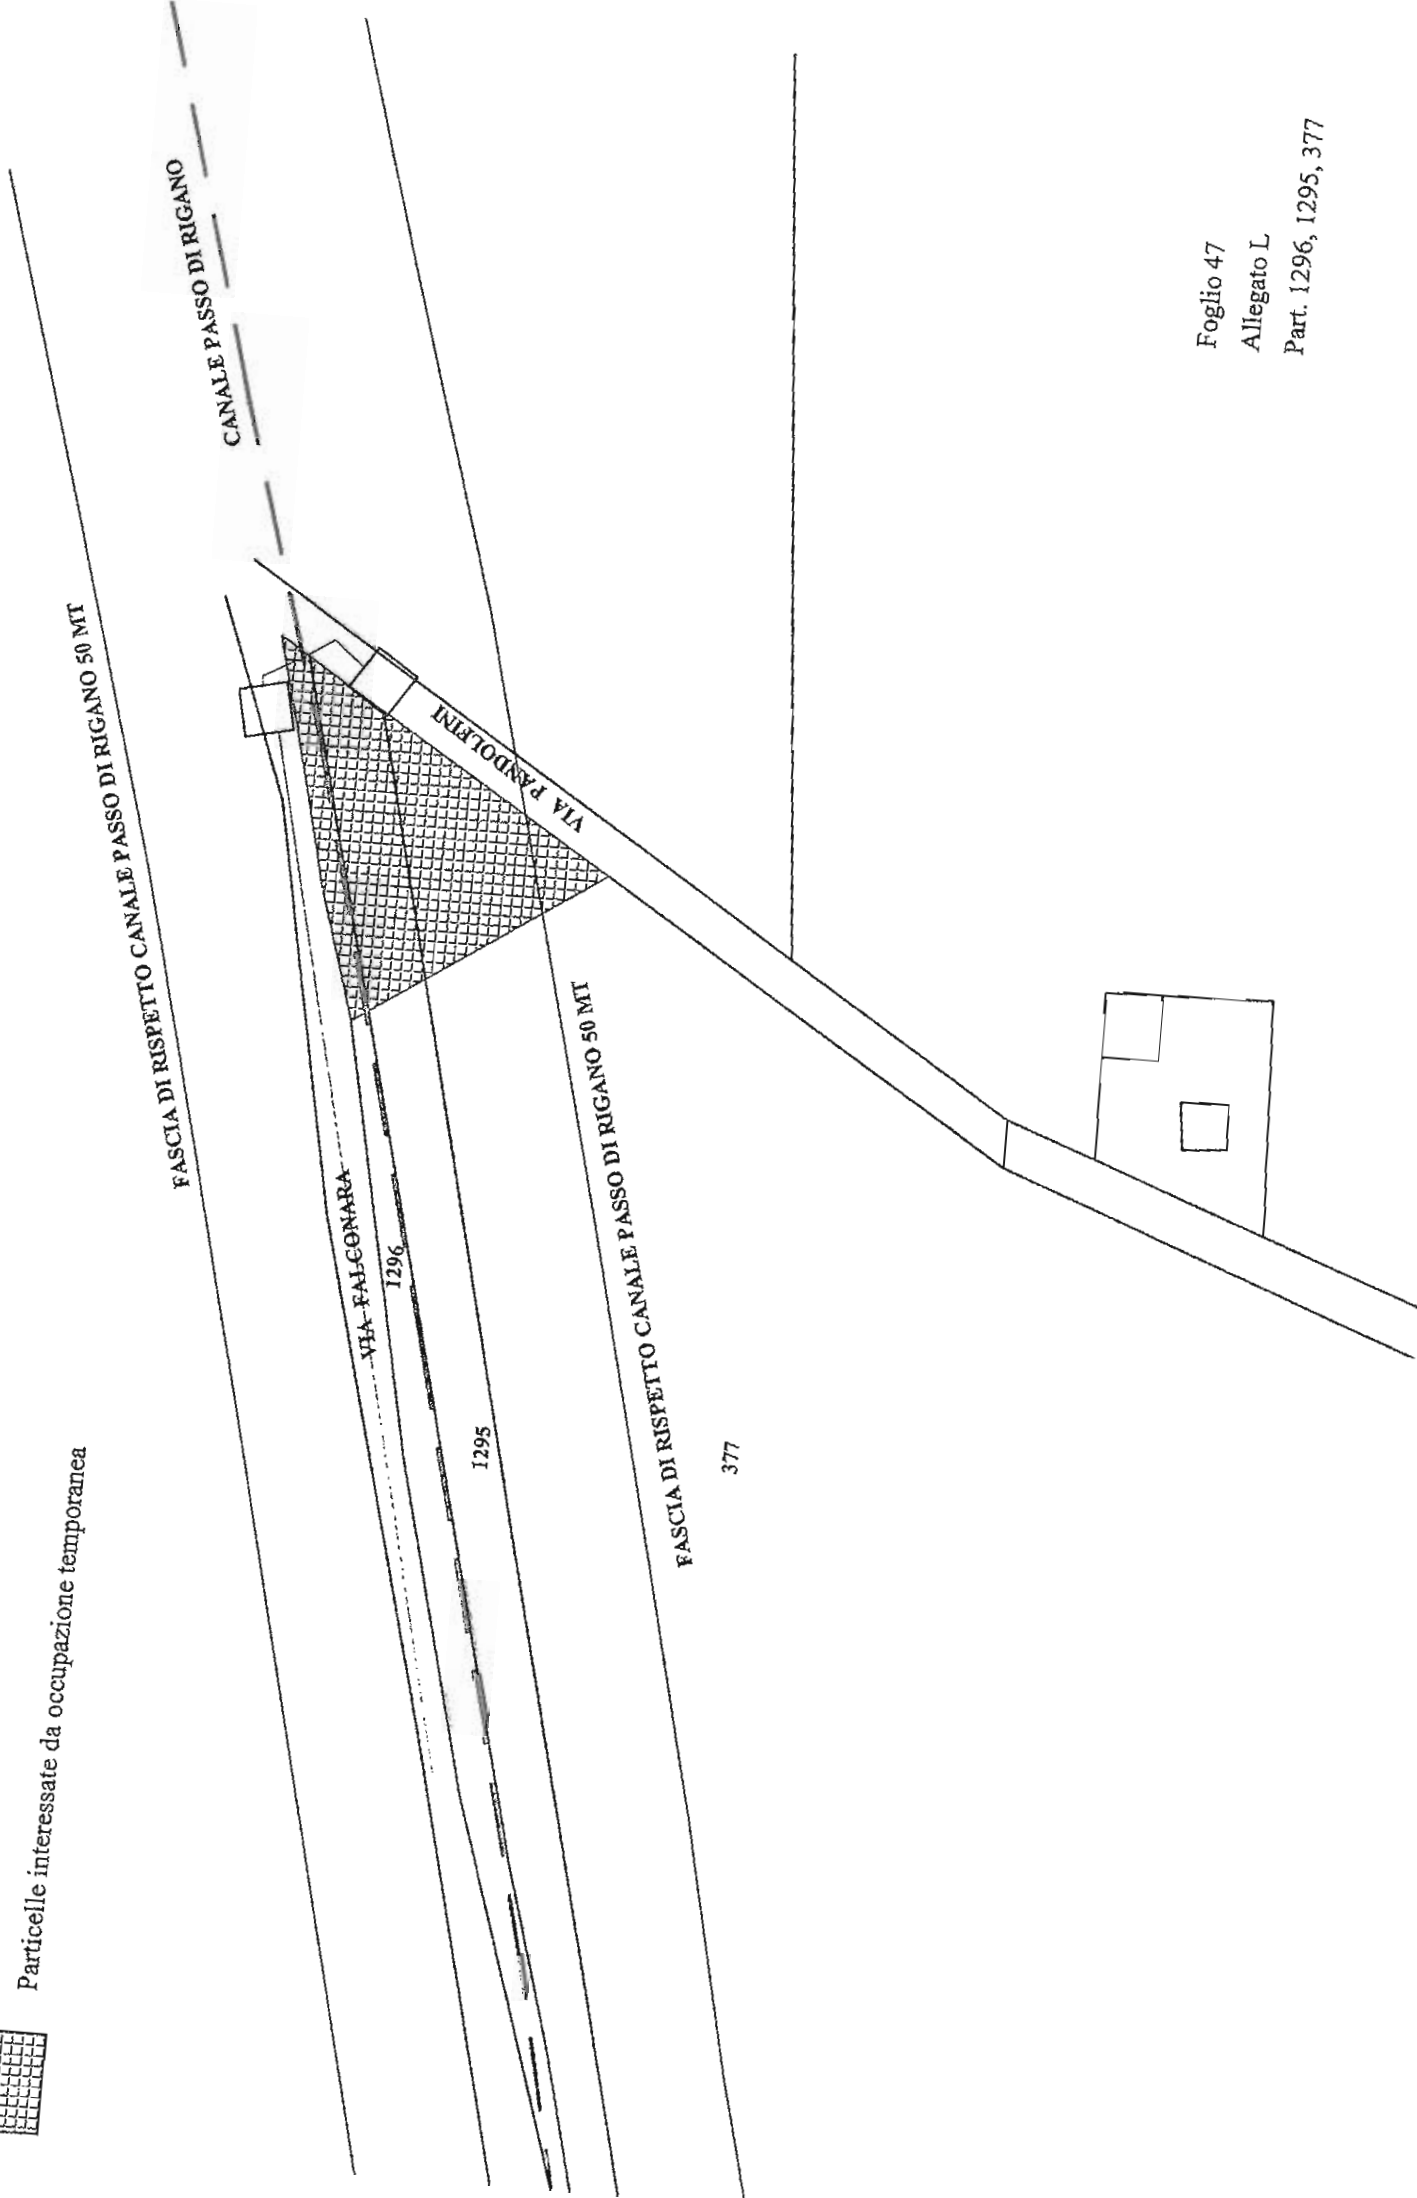 Particelle interessate da occupazione temporanea
FASCIA DI RISPETTO CANALE PASSO DI RIGANO 50 MT
CANALE PASSO DI RIGANO
VIA FALCONARA
1296
1295
VIA PANDOLFINI
FASCIA DI RISPETTO CANALE PASSO DI RIGANO 50 MT
377
Foglio 47
Allegato L
Part. 1296, 1295, 377